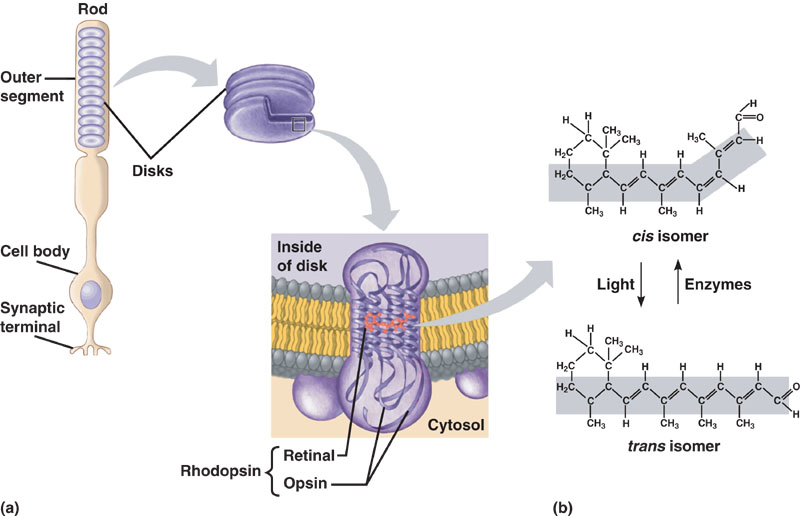 Rod
Outer
segment
Disks
Cell body
Synaptic
terminal
Inside
of disk
Cytosol
Rhodopsin
Retinal
Opsin
(a)
H
C=O
H
H
H3C
C
C
H
H2C
C
H
C
CH3
CH3
H
H
H2C
C
C
C
C
C
C
C
C
C
CH3
H
CH3
H
H
cis isomer
Light
Enzymes
H
H
C
CH3
CH3
H2C
C
H
H
H
H
H2C
C
C
C
C
C
C
C
C
C
C
C
O
CH3
H
CH3
CH3
CH3
H
trans isomer
(b)